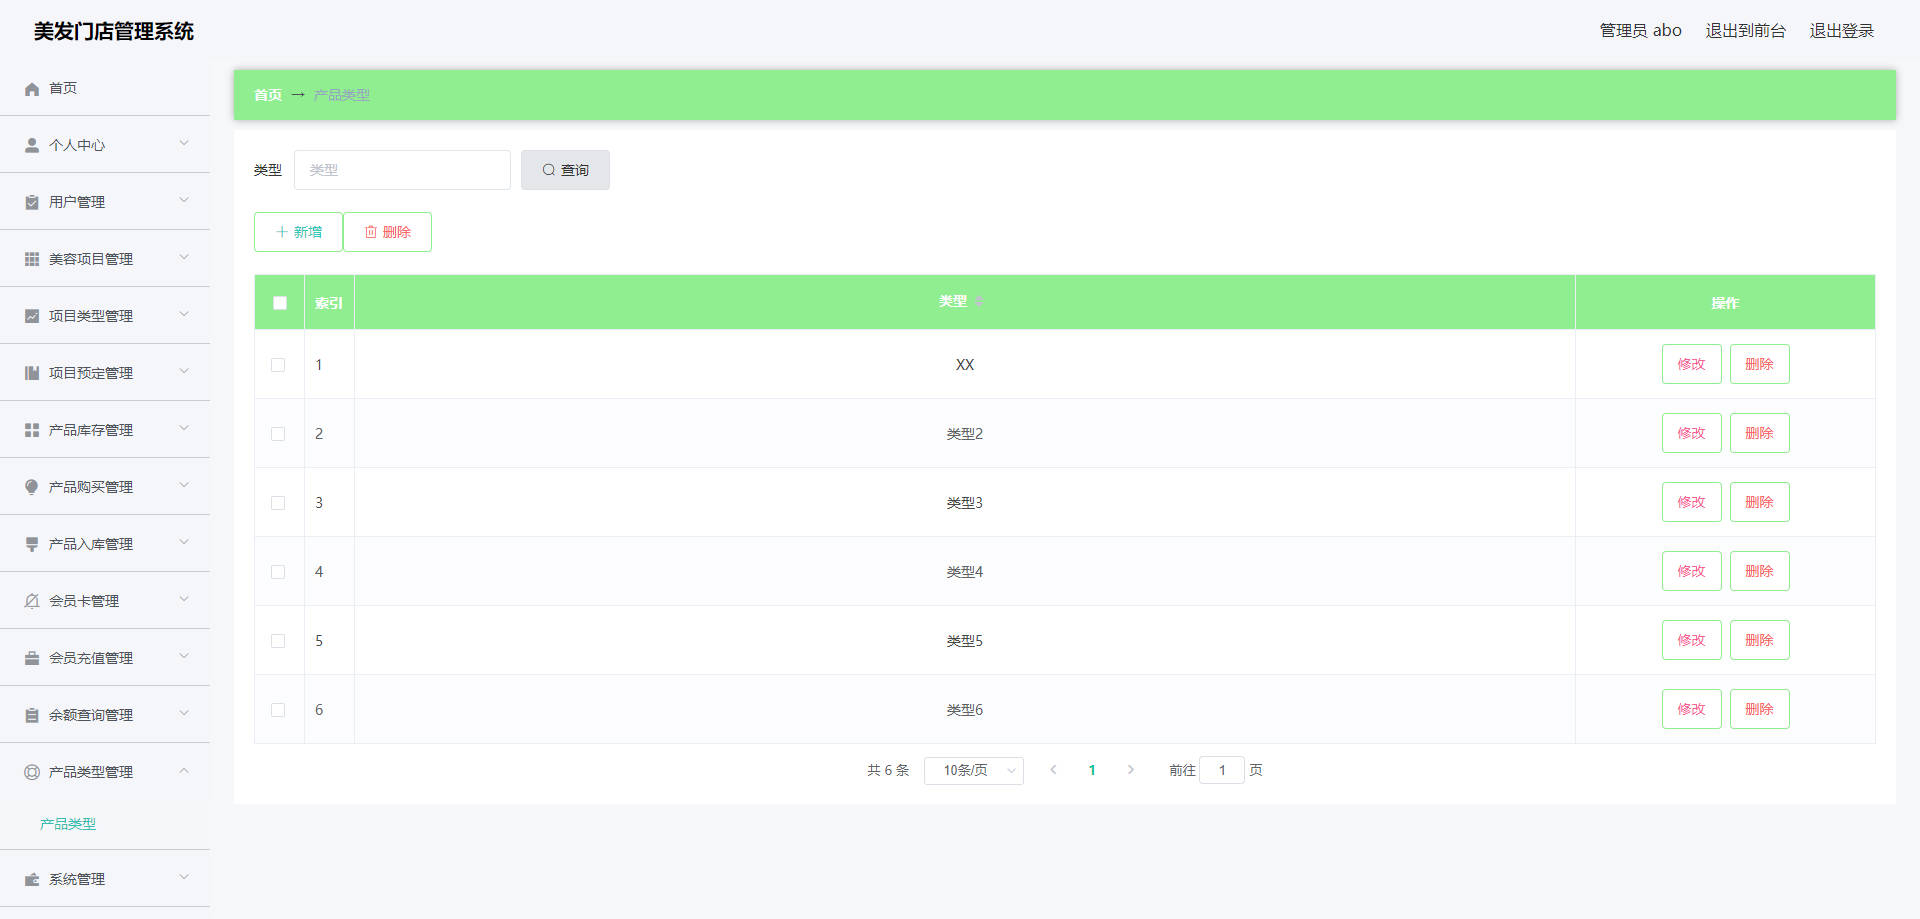 美发门店管理系统
管理员 abo 退出到前台 退出登录
首页
个人中心
用户管理
美容项目管理
项目类型管理
项目预定管理
产品库存管理
产品购买管理
产品入库管理
会员卡管理
会员充值管理
余额查询管理
产品类型管理
产品类型
系统管理
首页 → 产品类型
类型 类型 查询
新增 删除
索引 类型 操作
1 XX 修改 删除
2 类型2 修改 删除
3 类型3 修改 删除
4 类型4 修改 删除
5 类型5 修改 删除
6 类型6 修改 删除
共 6 条 10条/页 1 前往 1 页